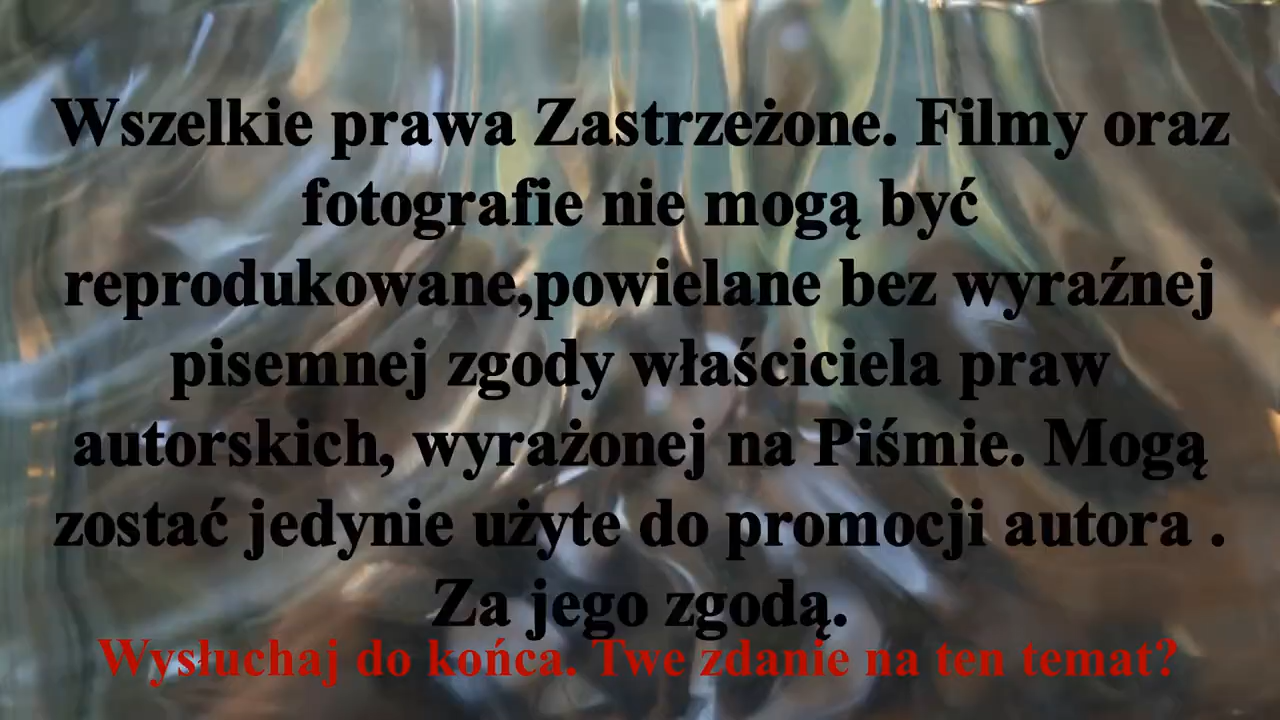 Wszelkie prawa Zastrzeżone. Filmy oraz
fotografie nie mogą być
reprodukowane,powielane bez wyraźnej
pisemnej zgody właściciela praw
autorskich, wyrażonej na Piśmie. Mogą
zostać jedynie użyte do promocji autora .
Za jego zgodą.
Wysłuchaj do końca. Twe zdanie na ten temat?